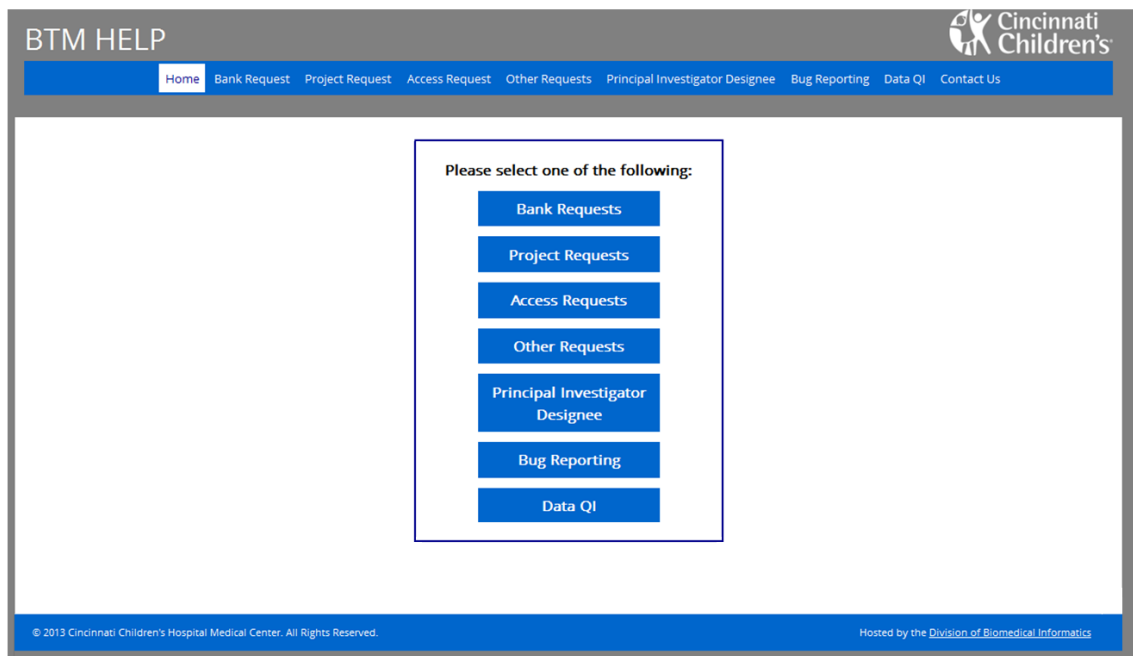 BTM HELP
Cincinnati
Children's
Home Bank Request Project Request Access Request Other Requests Principal Investigator Designee Bug Reporting Data QI Contact Us
Please select one of the following:
Bank Requests
Project Requests
Access Requests
Other Requests
Principal Investigator
Designee
Bug Reporting
Data QI
© 2013 Cincinnati Children's Hospital Medical Center. All Rights Reserved. Hosted by the Division of Biomedical Informatics